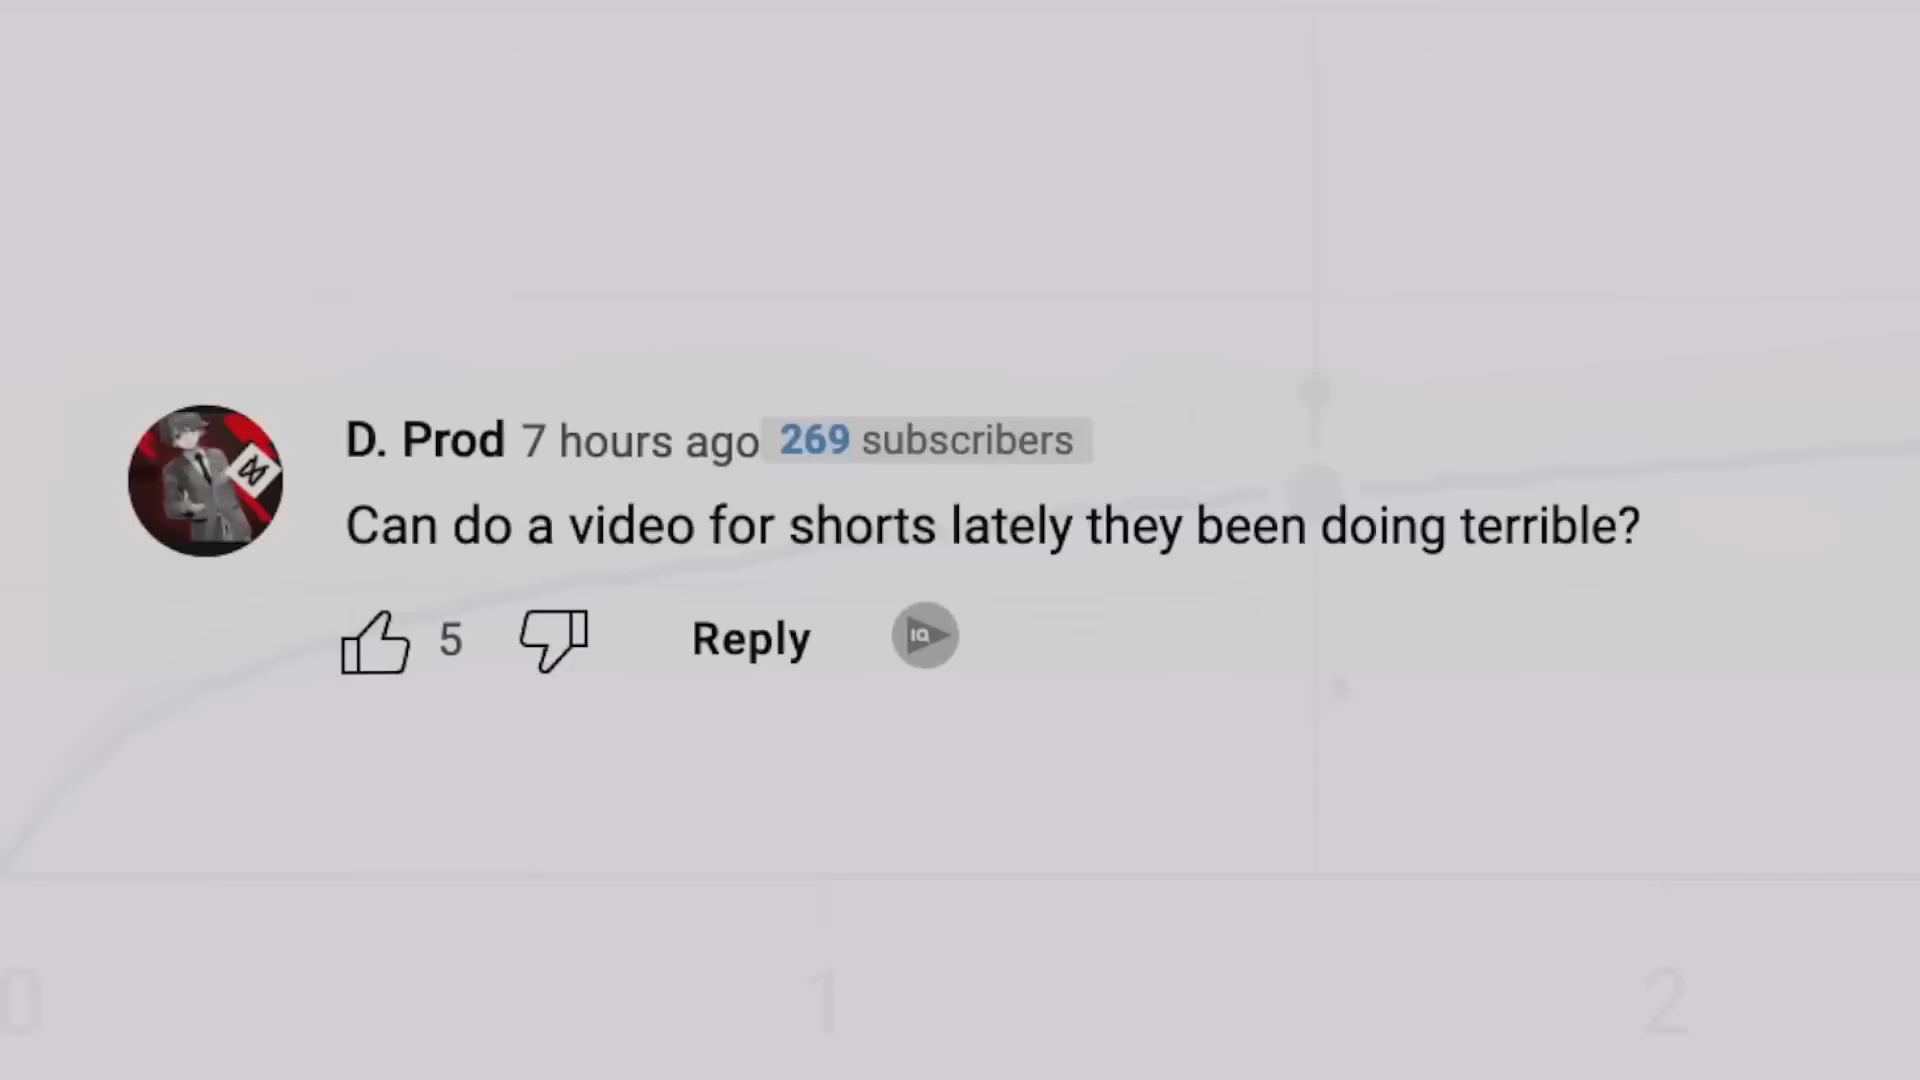 D. Prod 7 hours ago 269 subscribers
Can do a video for shorts lately they been doing terrible?
5 Reply IQ
0 1 2